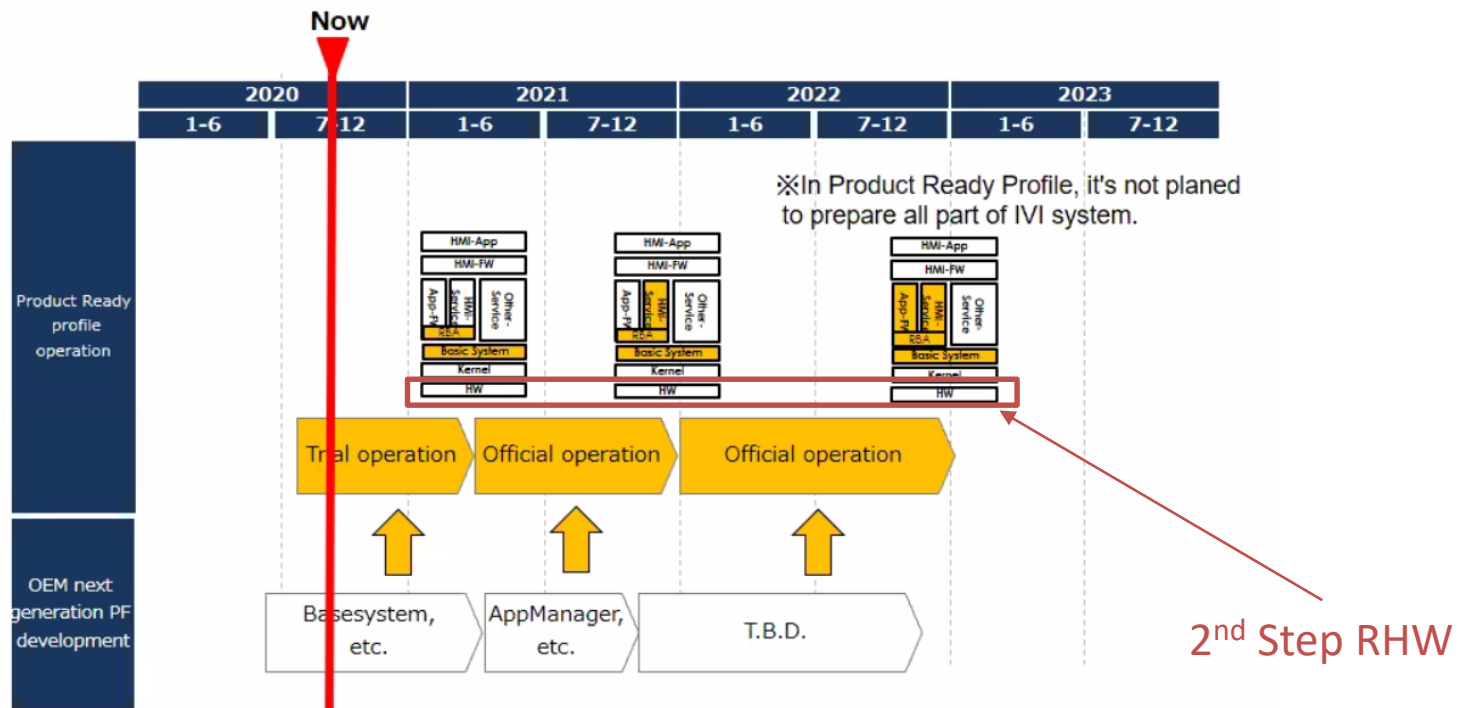 Now
2020 2021 2022 2023
1-6 7-12 1-6 7-12 1-6 7-12 1-6 7-12
※In Product Ready Profile, it's not planed
to prepare all part of IVI system.
Product Ready
profile
operation
HMI-App
HMI-FW
App-FW
HMI-
Service
Other-
Service
RBA
Basic System
Kernel
HW
HMI-App
HMI-FW
App-FW
HMI-
Service
Other-
Service
RBA
Basic System
Kernel
HW
HMI-App
HMI-FW
App-FW
HMI-
Service
Other-
Service
RBA
Basic System
Kernel
HW
Trial operation
Official operation
Official operation
OEM next
generation PF
development
Basesystem,
etc.
AppManager,
etc.
T.B.D.
2nd Step RHW